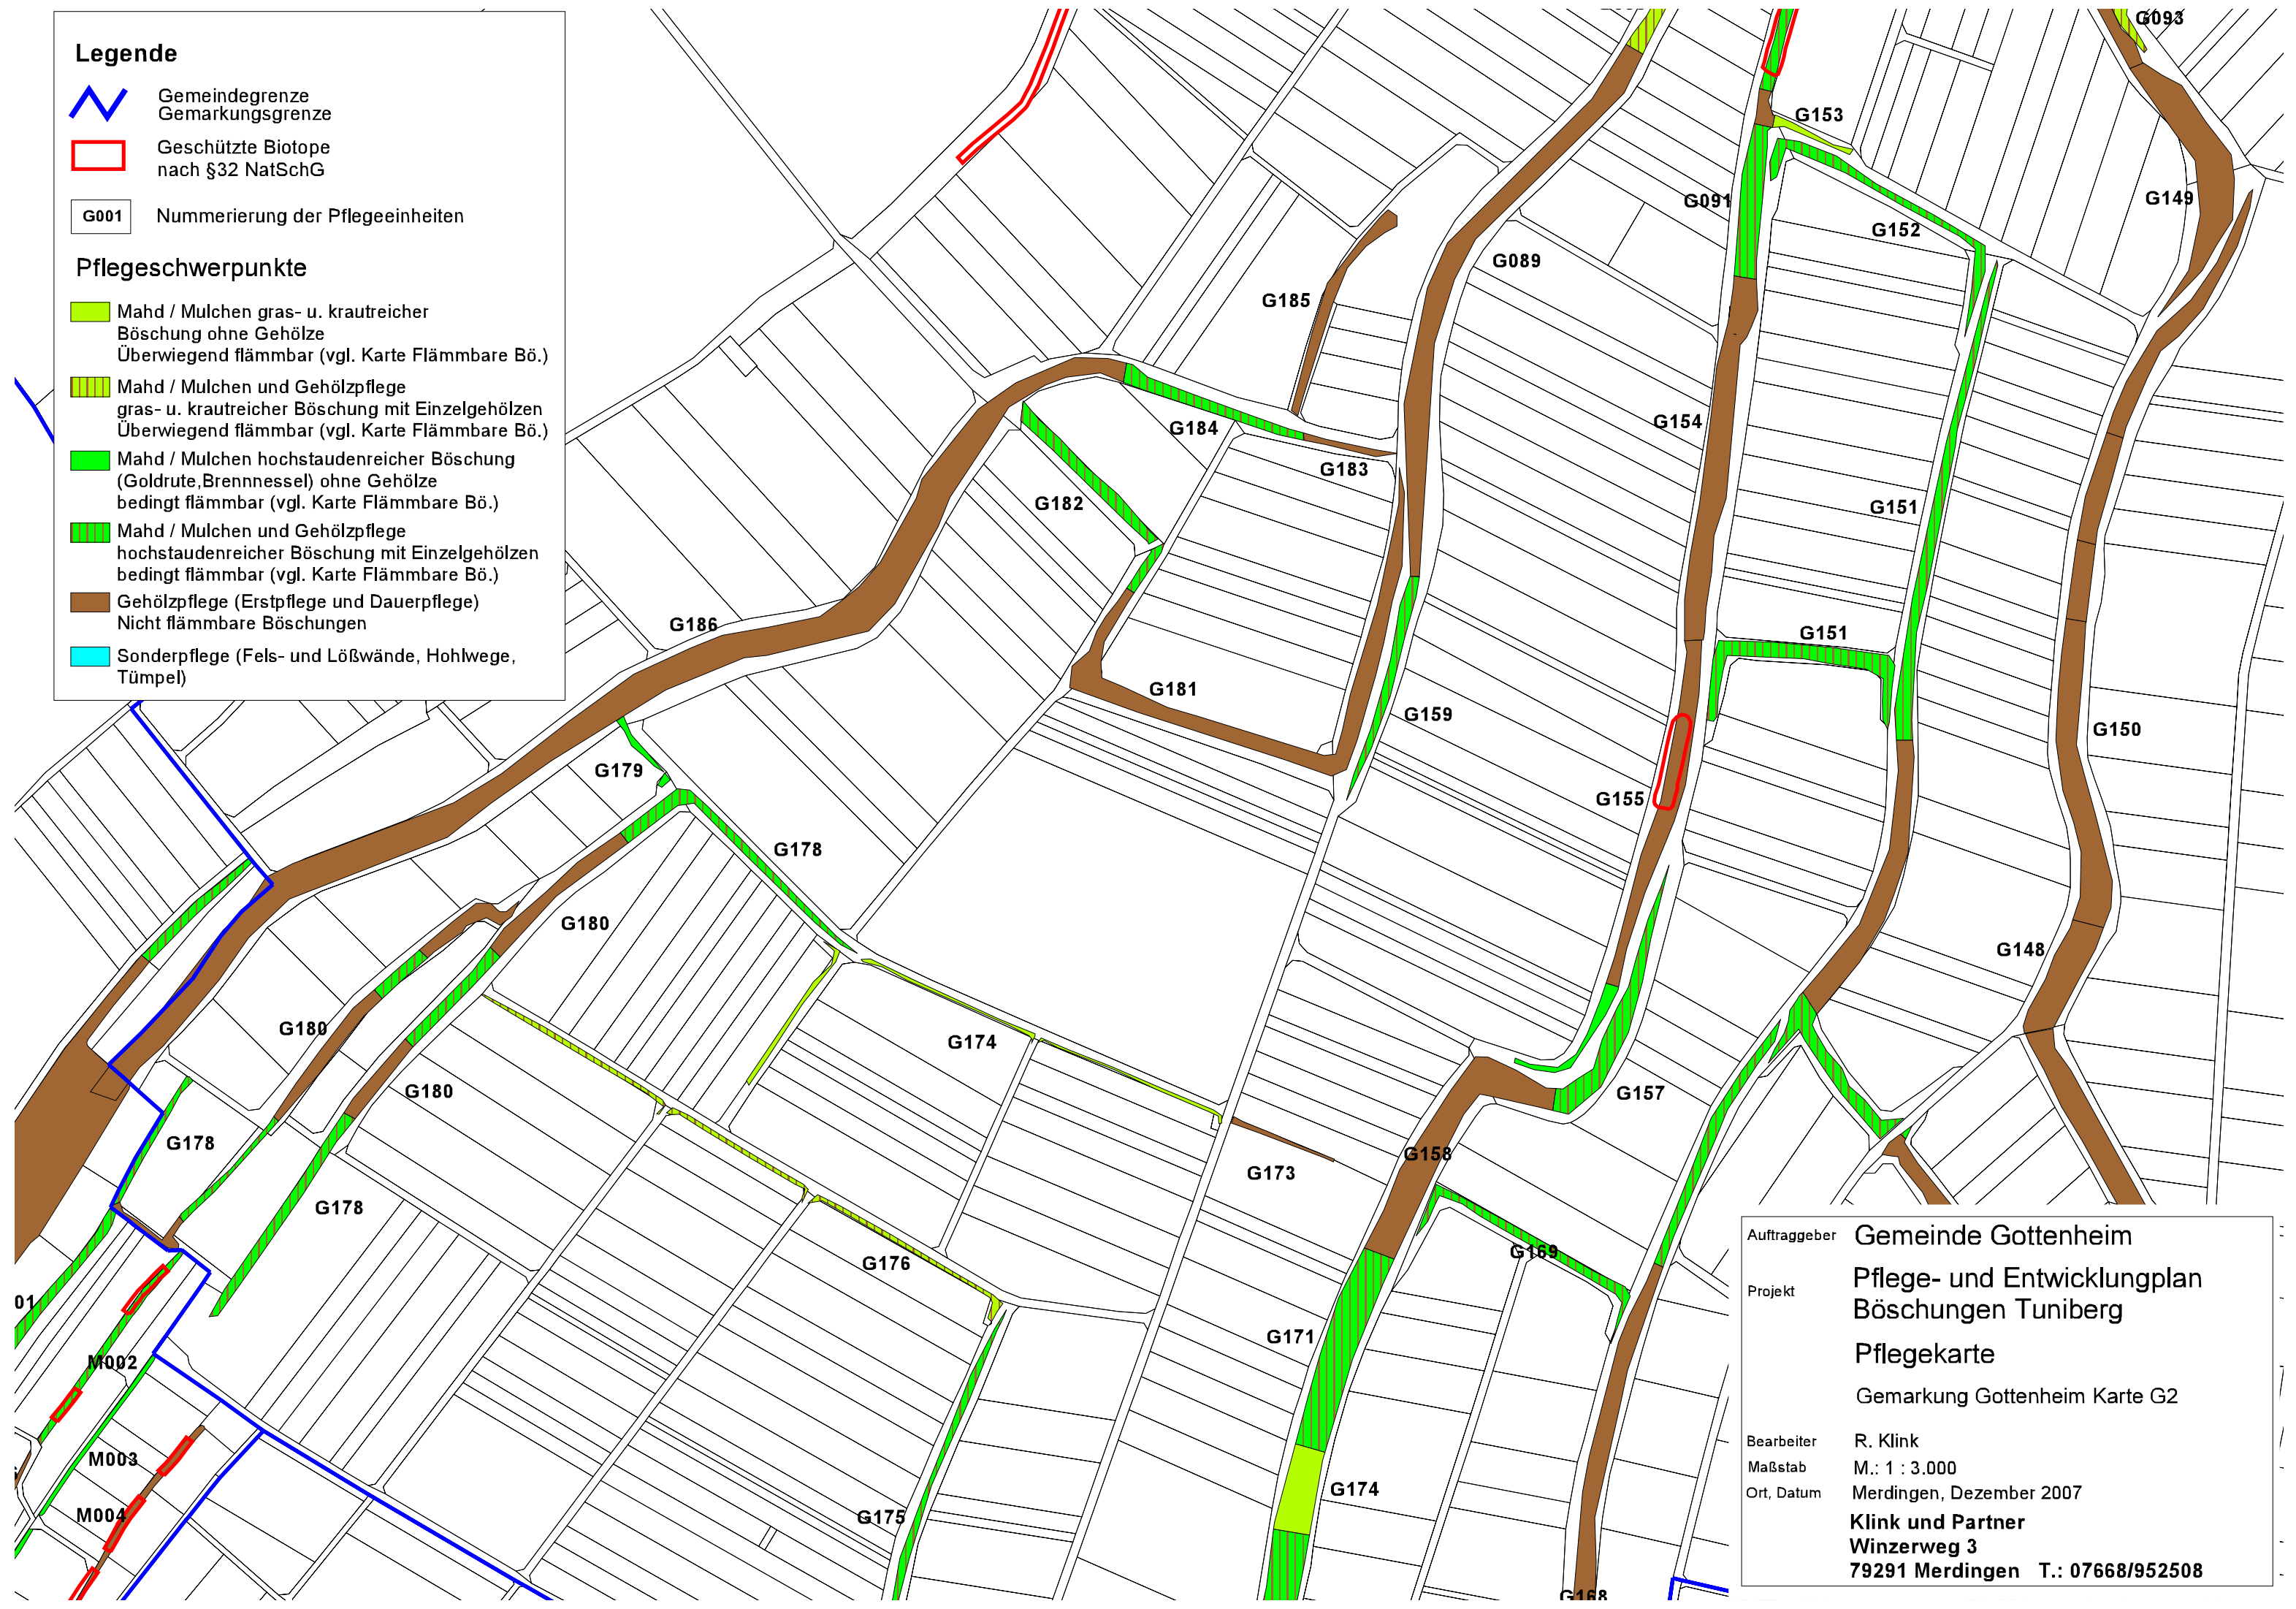 Legende
Gemeindegrenze
Gemarkungsgrenze
Geschützte Biotope
nach §32 NatSchG
G001
Nummerierung der Pflegeeinheiten
Pflegeschwerpunkte
Mahd / Mulchen gras- u. krautreicher
Böschung ohne Gehölze
Überwiegend flämmbar (vgl. Karte Flämmbare Bö.)
Mahd / Mulchen und Gehölzpflege
gras- u. krautreicher Böschung mit Einzelgehölzen
Überwiegend flämmbar (vgl. Karte Flämmbare Bö.)
Mahd / Mulchen hochstaudenreicher Böschung
(Goldrute,Brennnessel) ohne Gehölze
bedingt flämmbar (vgl. Karte Flämmbare Bö.)
Mahd / Mulchen und Gehölzpflege
hochstaudenreicher Böschung mit Einzelgehölzen
bedingt flämmbar (vgl. Karte Flämmbare Bö.)
Gehölzpflege (Erstpflege und Dauerpflege)
Nicht flämmbare Böschungen
Sonderpflege (Fels- und Lößwände, Hohlwege,
Tümpel)
G093
G153
G149
G091
G152
G089
G185
G154
G184
G183
G182
G151
G186
G151
G181
G159
G150
G179
G155
G178
G180
G148
G180
G174
G180
G157
G178
G158
G173
G178
G169
G176
01
G171
M002
M003
G174
M004
G175
G168
Auftraggeber
Gemeinde Gottenheim
Projekt
Pflege- und Entwicklungplan
Böschungen Tuniberg
Pflegekarte
Gemarkung Gottenheim Karte G2
Bearbeiter
R. Klink
Maßstab
M.: 1 : 3.000
Ort, Datum
Merdingen, Dezember 2007
Klink und Partner
Winzerweg 3
79291 Merdingen T.: 07668/952508